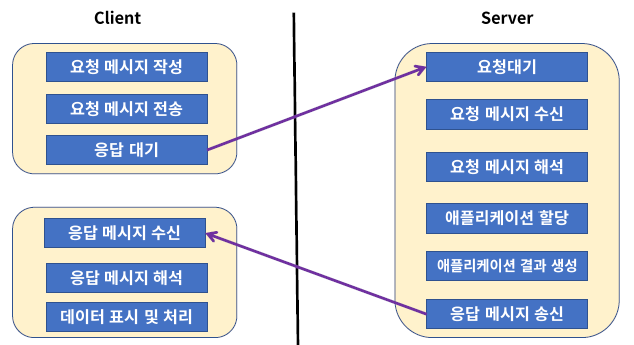 Client
요청 메시지 작성
요청 메시지 전송
응답 대기
응답 메시지 수신
응답 메시지 해석
데이터 표시 및 처리
Server
요청대기
요청 메시지 수신
요청 메시지 해석
애플리케이션 할당
애플리케이션 결과 생성
응답 메시지 송신